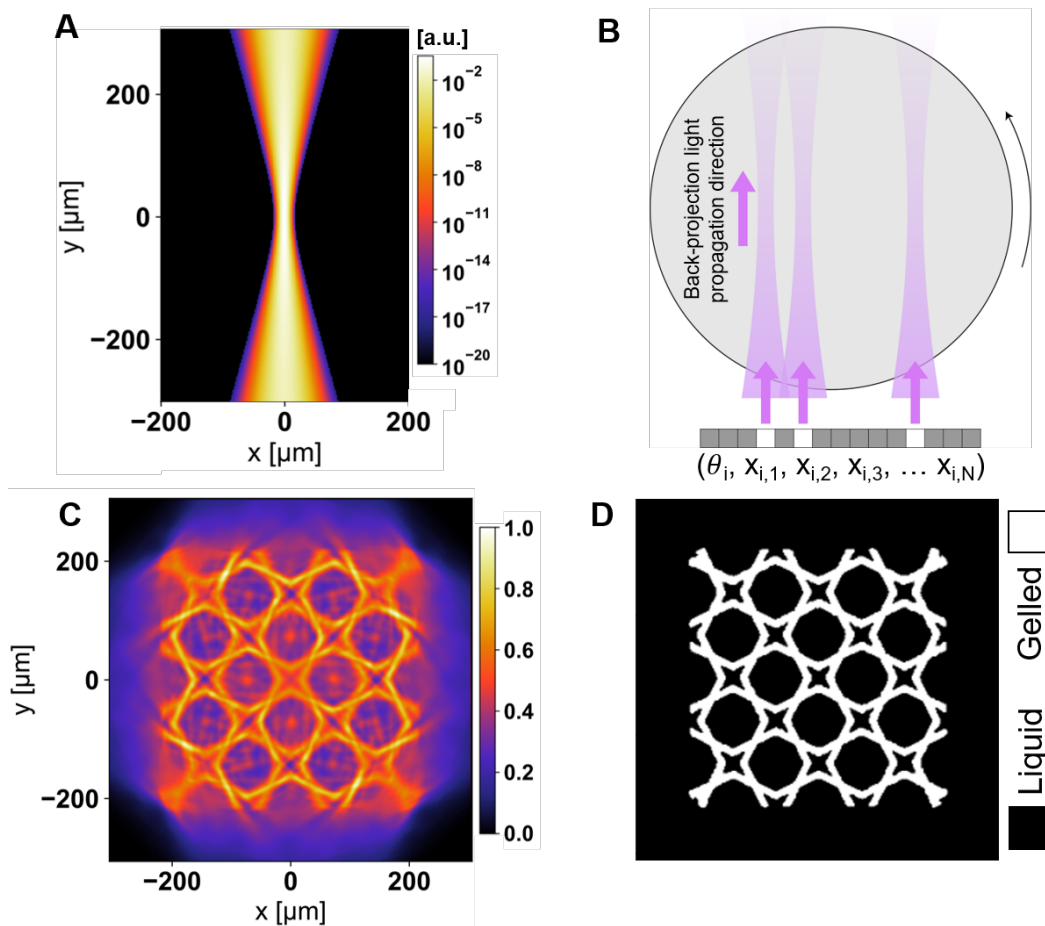 A
[a.u.]
10⁻²
10⁻⁵
10⁻⁸
10⁻¹¹
10⁻¹⁴
10⁻¹⁷
10⁻²⁰
200
0
−200
y [µm]
−200
0
200
x [µm]
B
Back-projection light
propagation direction
(θi, xi,1, xi,2, xi,3, ... xi,N)
C
1.0
0.8
0.6
0.4
0.2
0.0
200
0
−200
y [µm]
−200
0
200
x [µm]
D
Gelled
Liquid